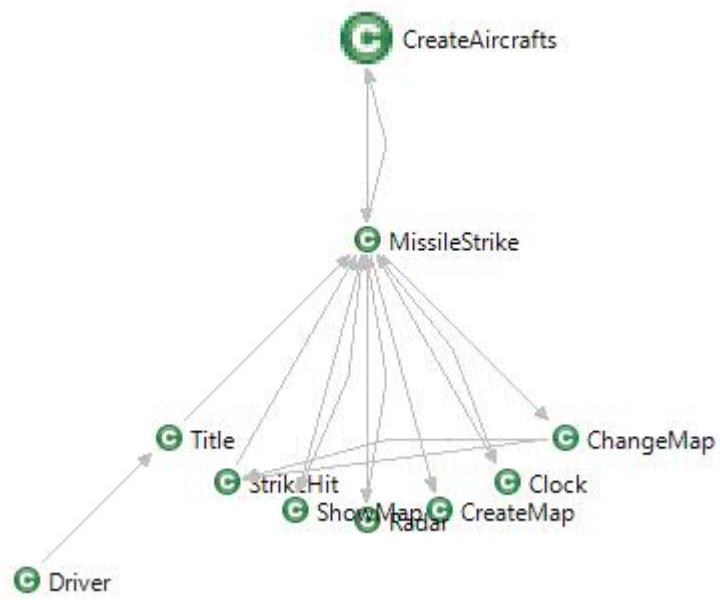 CreateAircrafts
MissileStrike
Title
ChangeMap
StrikeHit
Clock
ShowMap
CreateMap
Radar
Driver